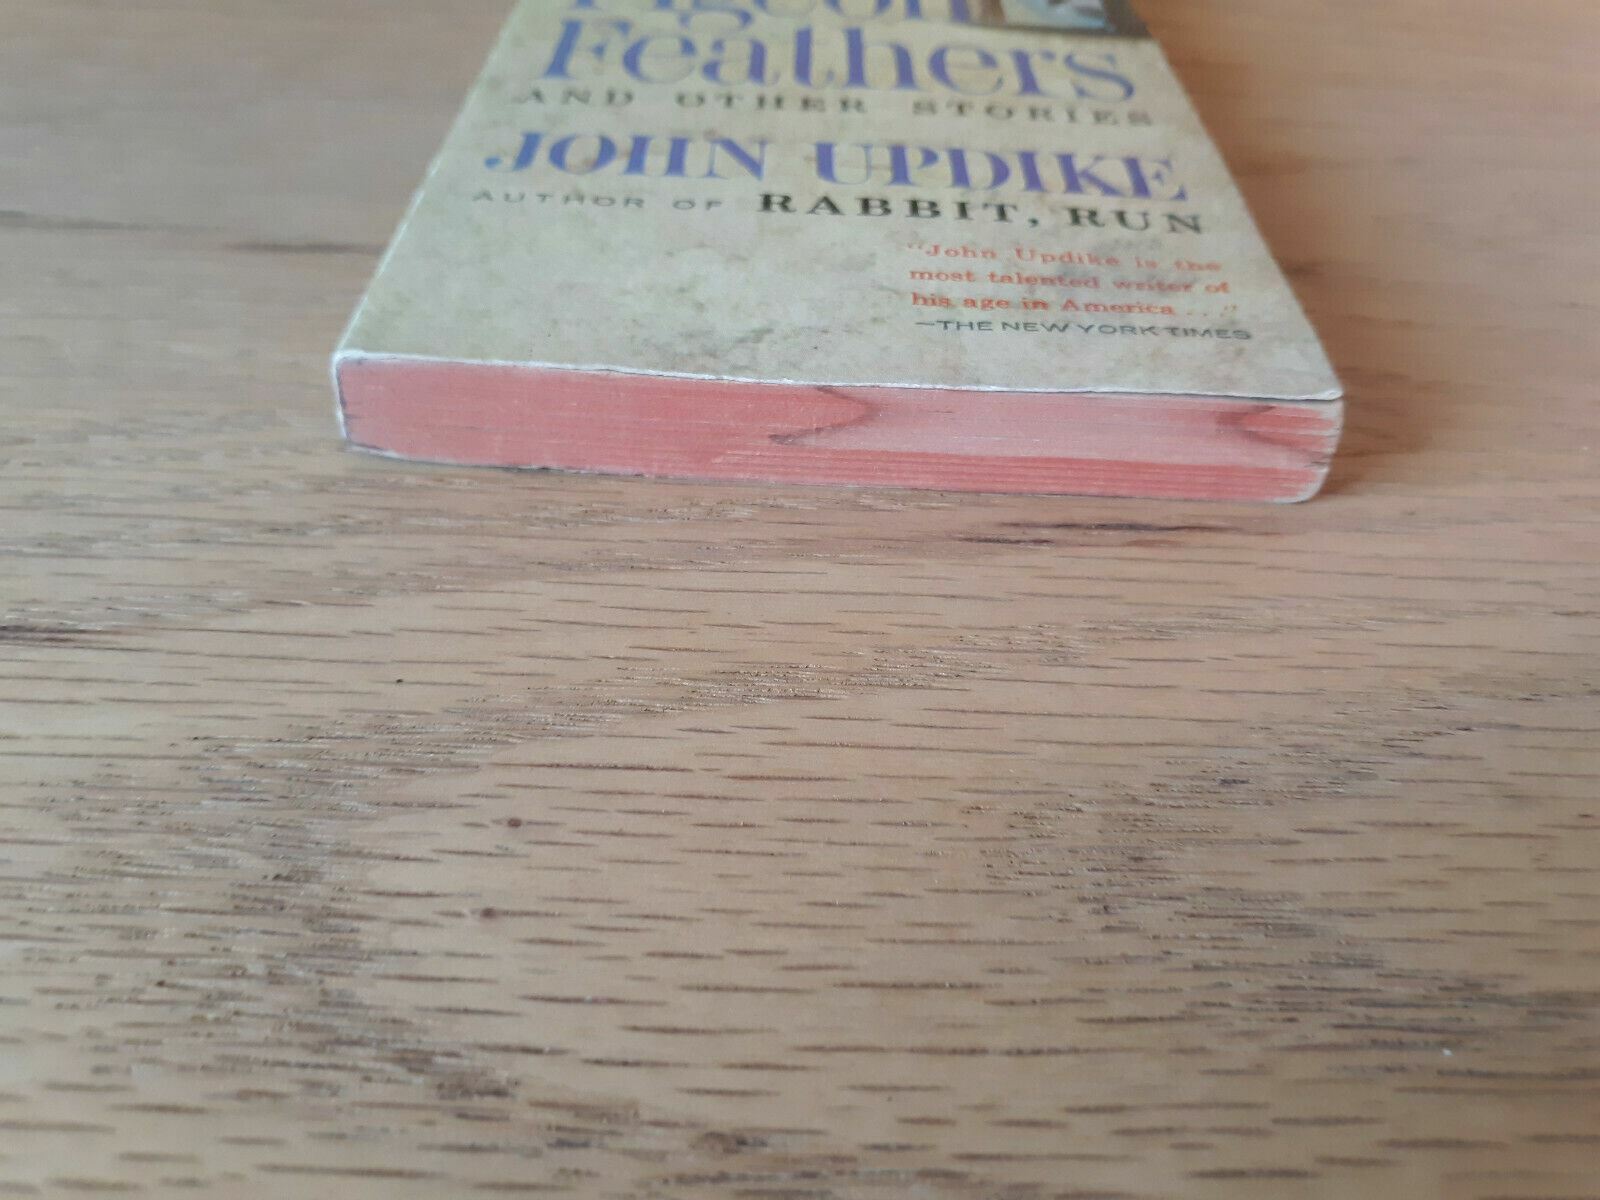 Pigeon
Feathers
AND OTHER STORIES
JOHN UPDIKE
AUTHOR OF RABBIT, RUN
"John Updike is the
most talented writer of
his age in America . . ."
—THE NEW YORK TIMES